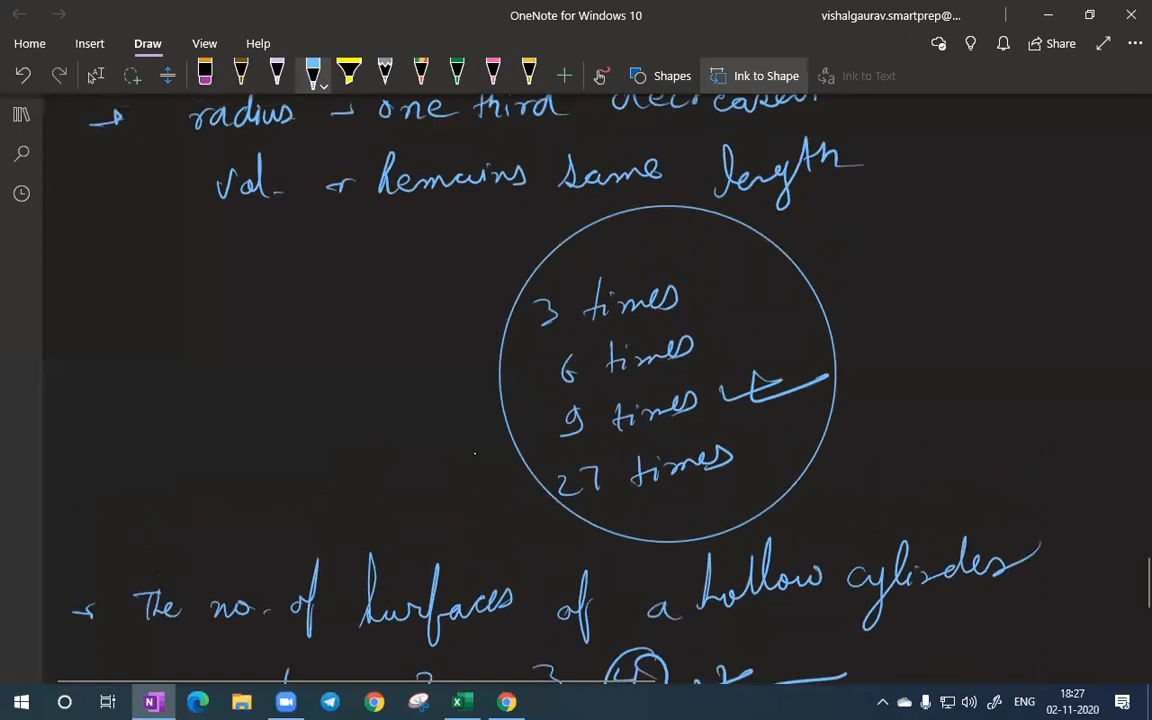 OneNote for Windows 10
vishalgaurav.smartprep@...
Home Insert Draw View Help
Share
Shapes Ink to Shape Ink to Text
radius → one third decreased.
vol. → Remains same length
3 times
6 times
9 times
27 times
→ The no. of Surfaces of a hollow cylinder
ENG
18:27
02-11-2020